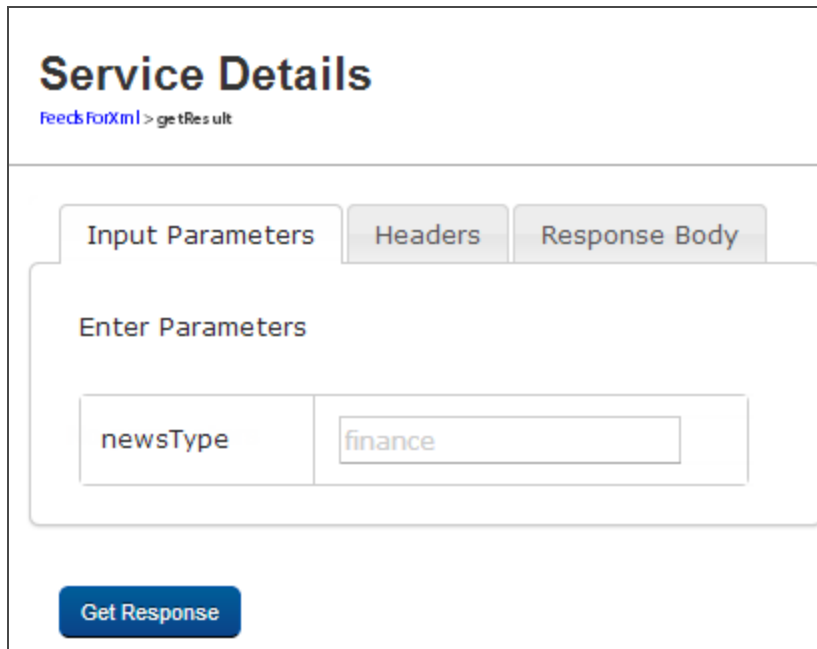 Service Details
FeedsForXml > getResult
Input Parameters Headers Response Body
Enter Parameters
newsType finance
Get Response